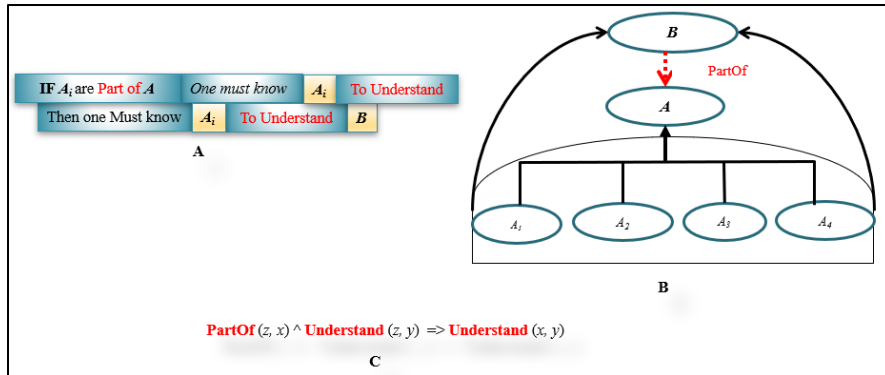 IF Ai are Part of A One must know Ai To Understand
Then one Must know Ai To Understand B
A
B
PartOf
A
A1 A2 A3 A4
B
PartOf (z, x) ^ Understand (z, y) => Understand (x, y)
C